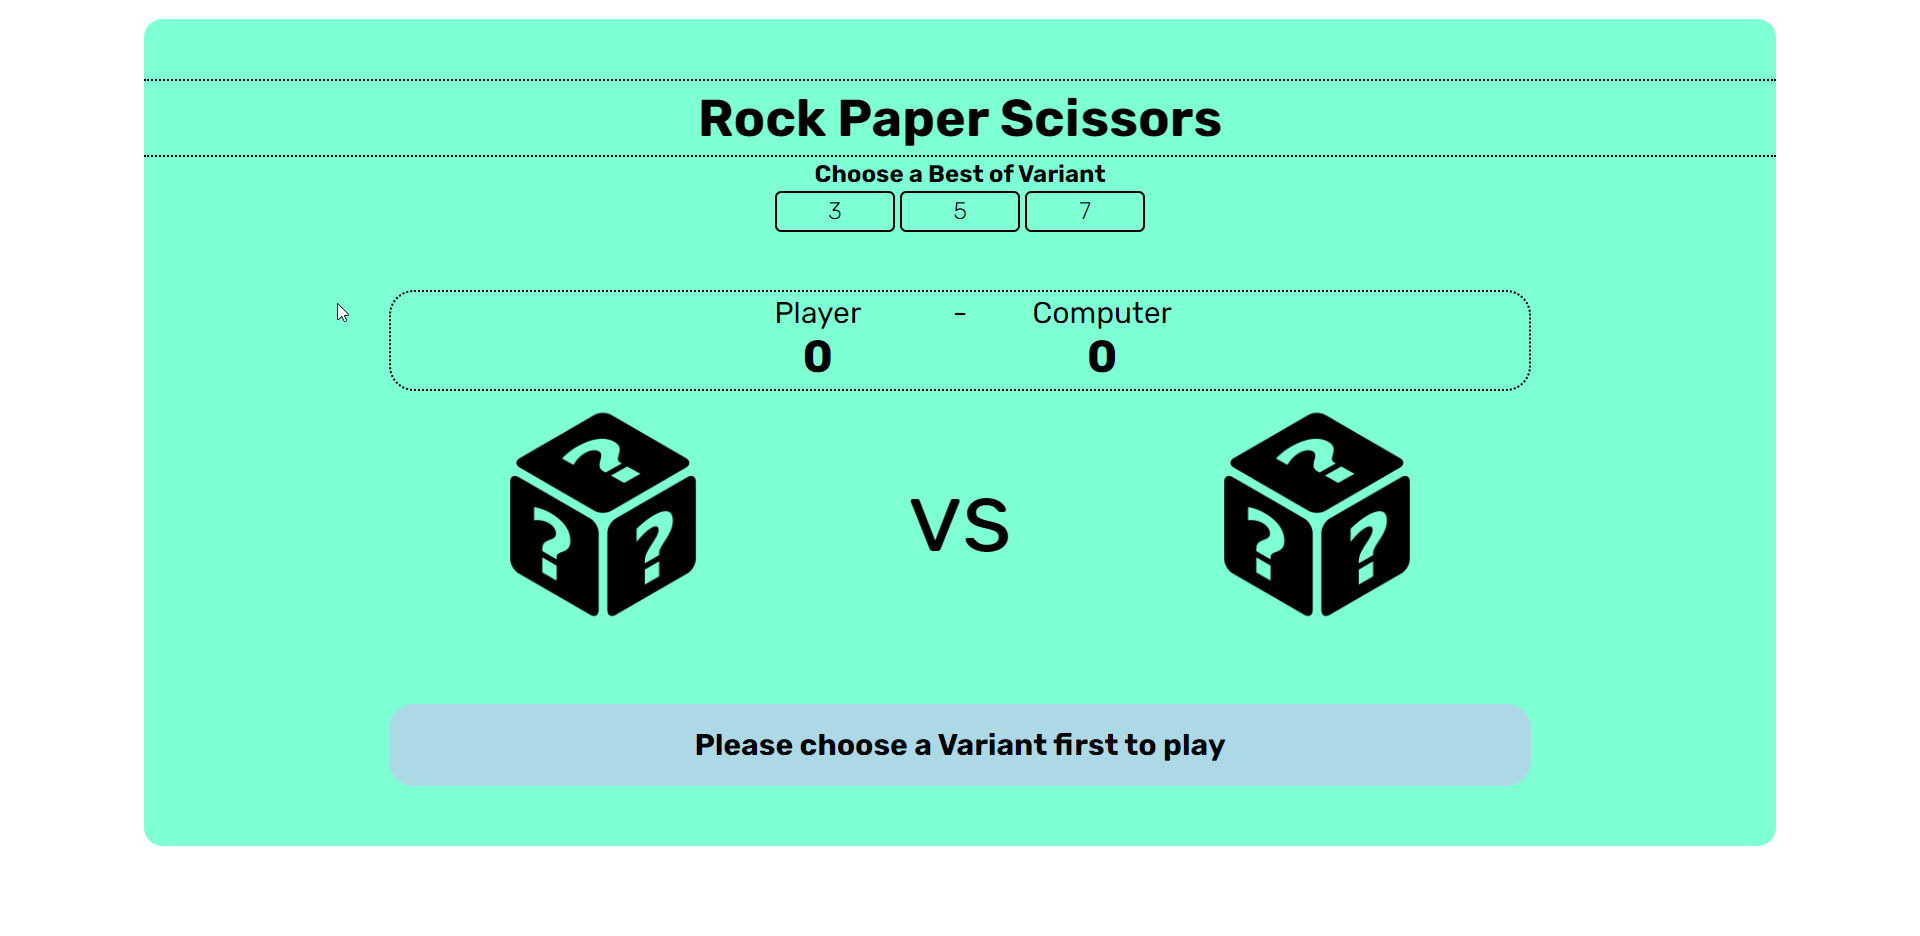 Rock Paper Scissors
Choose a Best of Variant
3 5 7
Player - Computer
0 0
? ?
? ? VS ? ?
Please choose a Variant first to play